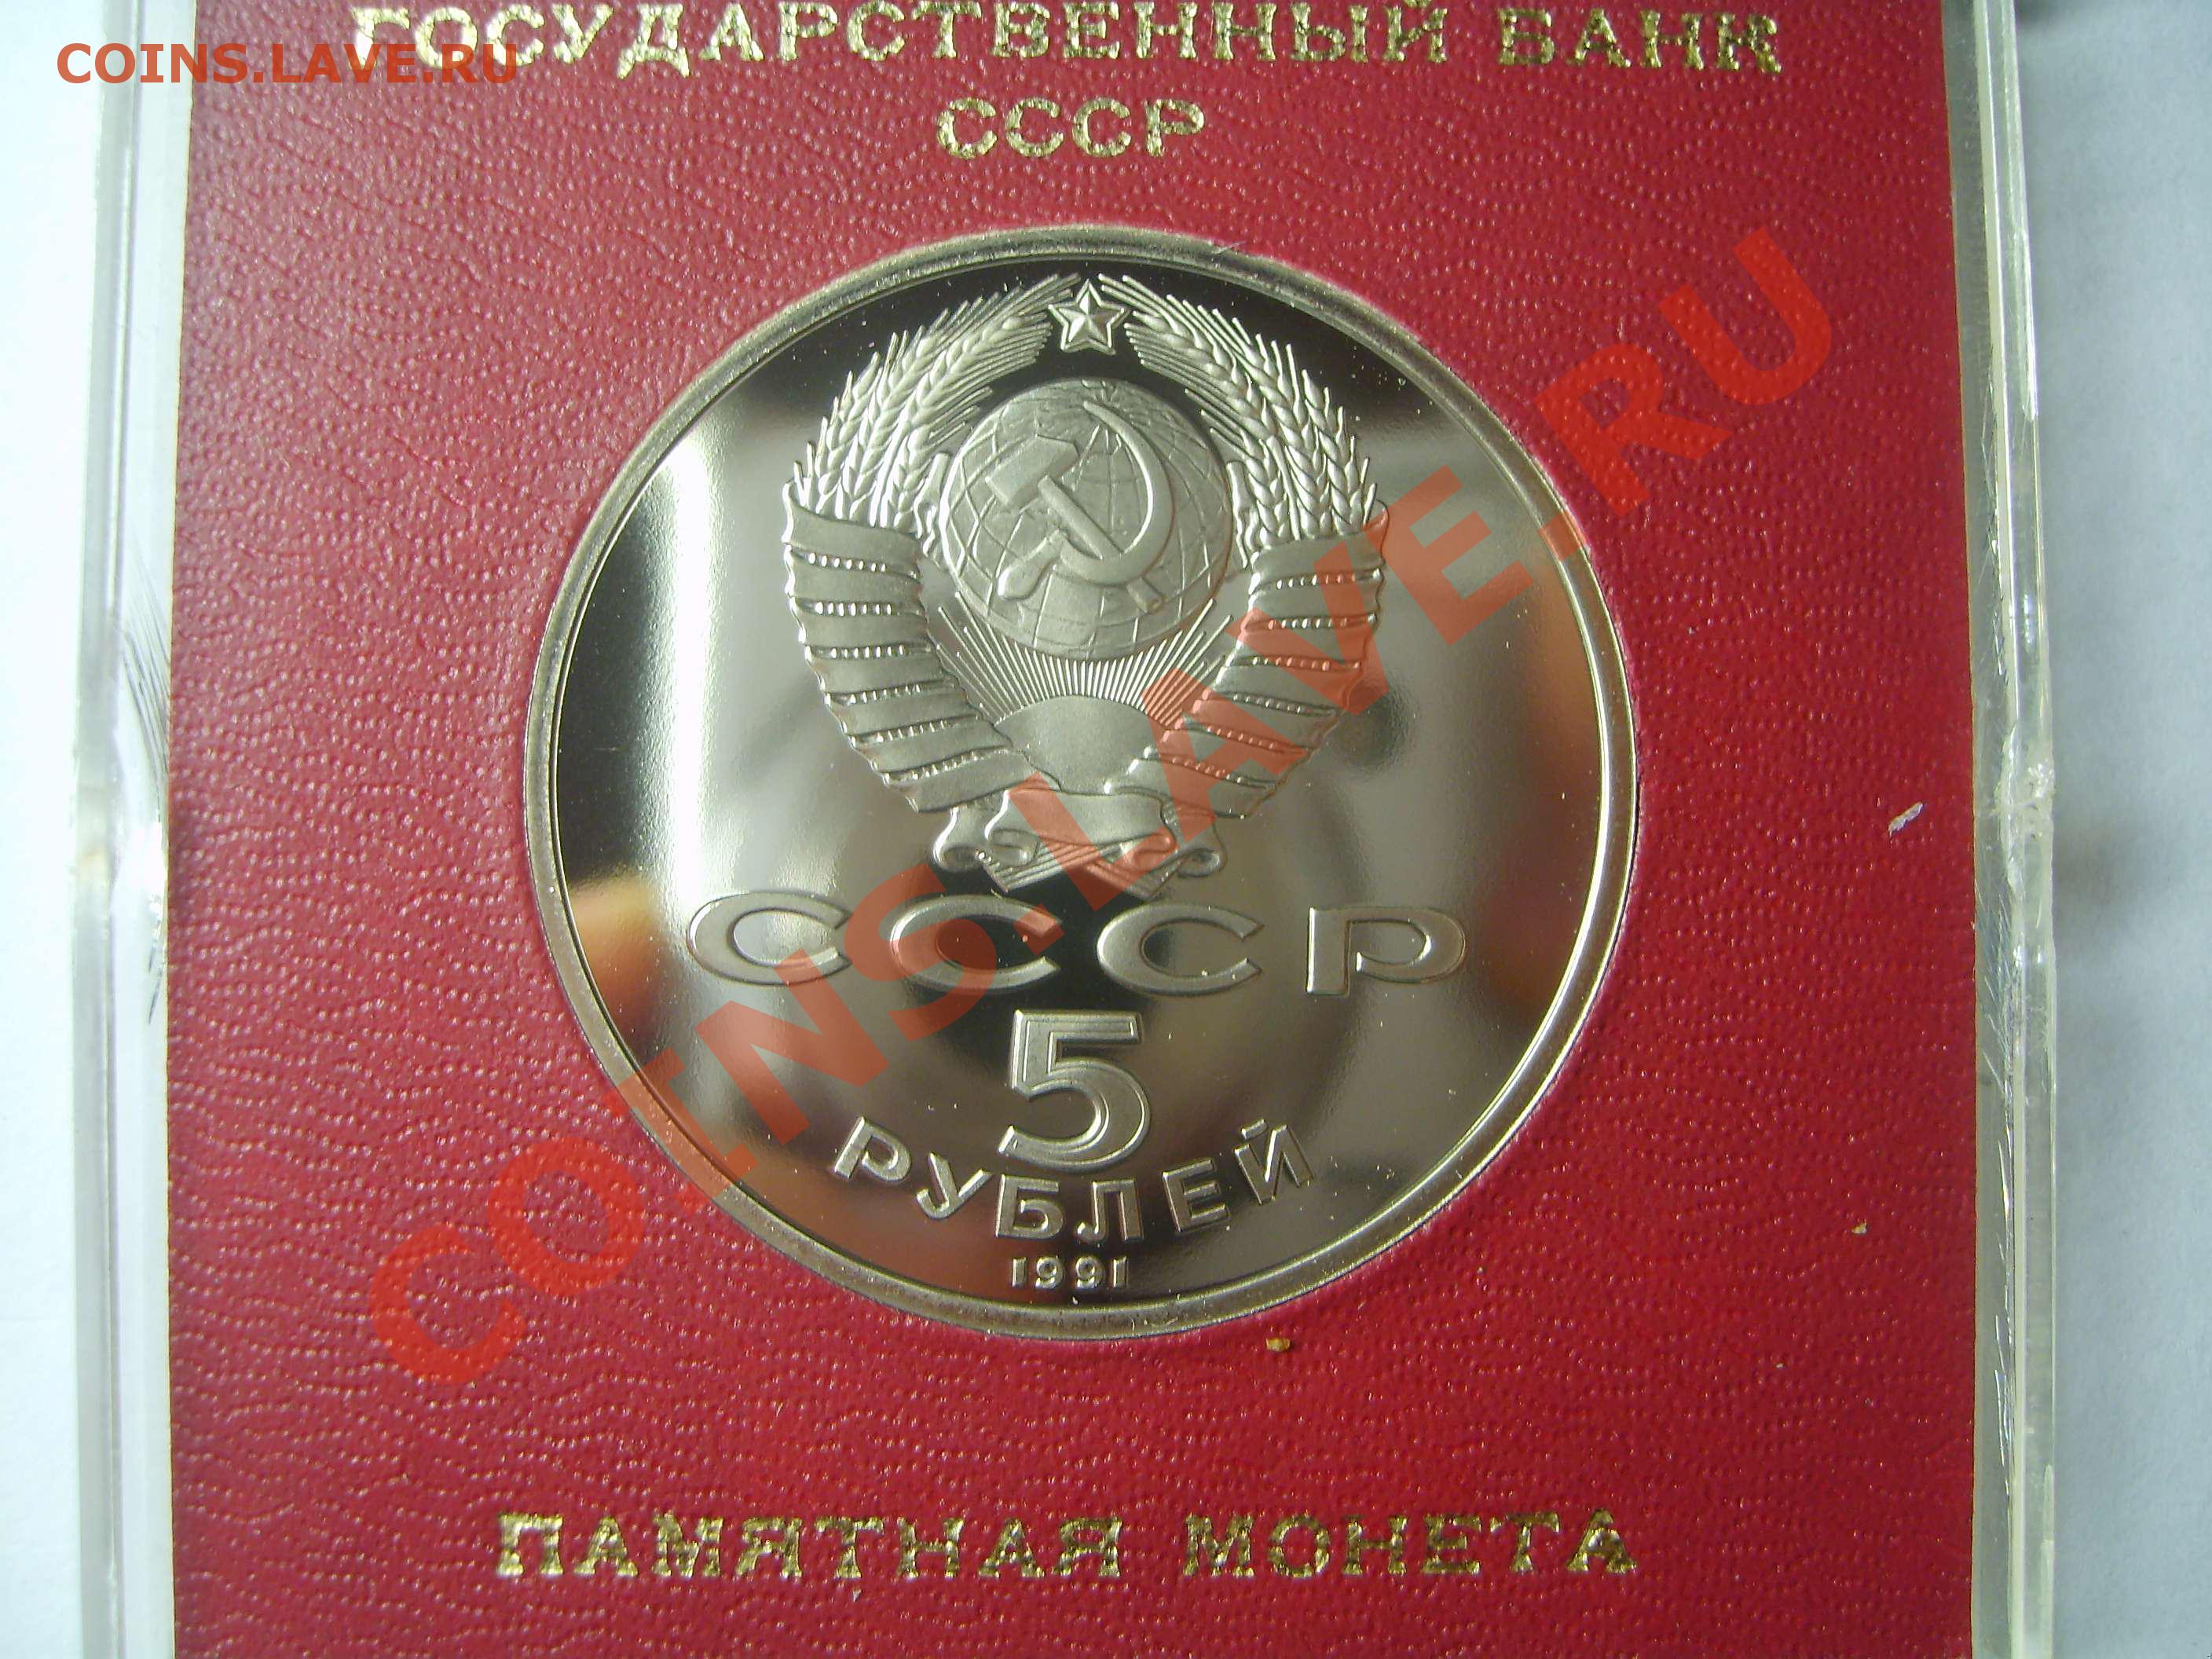 ГОСУДАРСТВЕННЫЙ БАНК
COINS.LAVE.RU
СССР
COINS.LAVE.RU
СССР
5
РУБЛЕЙ
1991
ПАМЯТНАЯ МОНЕТА